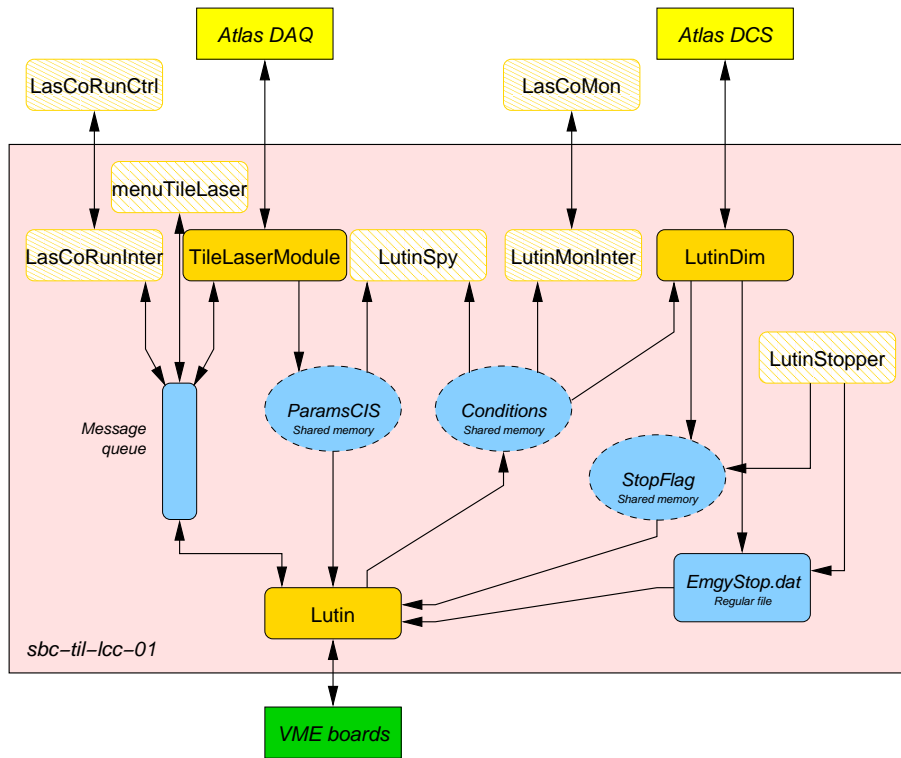 Atlas DAQ
Atlas DCS
LasCoRunCtrl
LasCoMon
menuTileLaser
LasCoRunInter
TileLaserModule
LutinSpy
LutinMonInter
LutinDim
LutinStopper
Message
queue
ParamsCIS
Shared memory
Conditions
Shared memory
StopFlag
Shared memory
EmgyStop.dat
Regular file
Lutin
sbc-til-lcc-01
VME boards